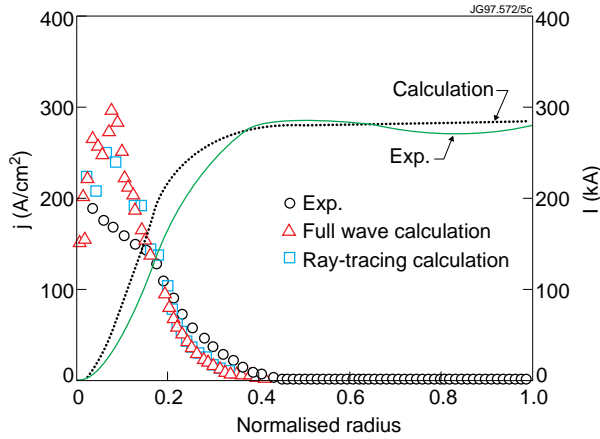 JG97.572/5c
400 400
Calculation
300 300
Exp.
j (A/cm²) I (kA)
200 200
Exp.
Full wave calculation
Ray-tracing calculation
100 100
0 0
0 0.2 0.4 0.6 0.8 1.0
Normalised radius